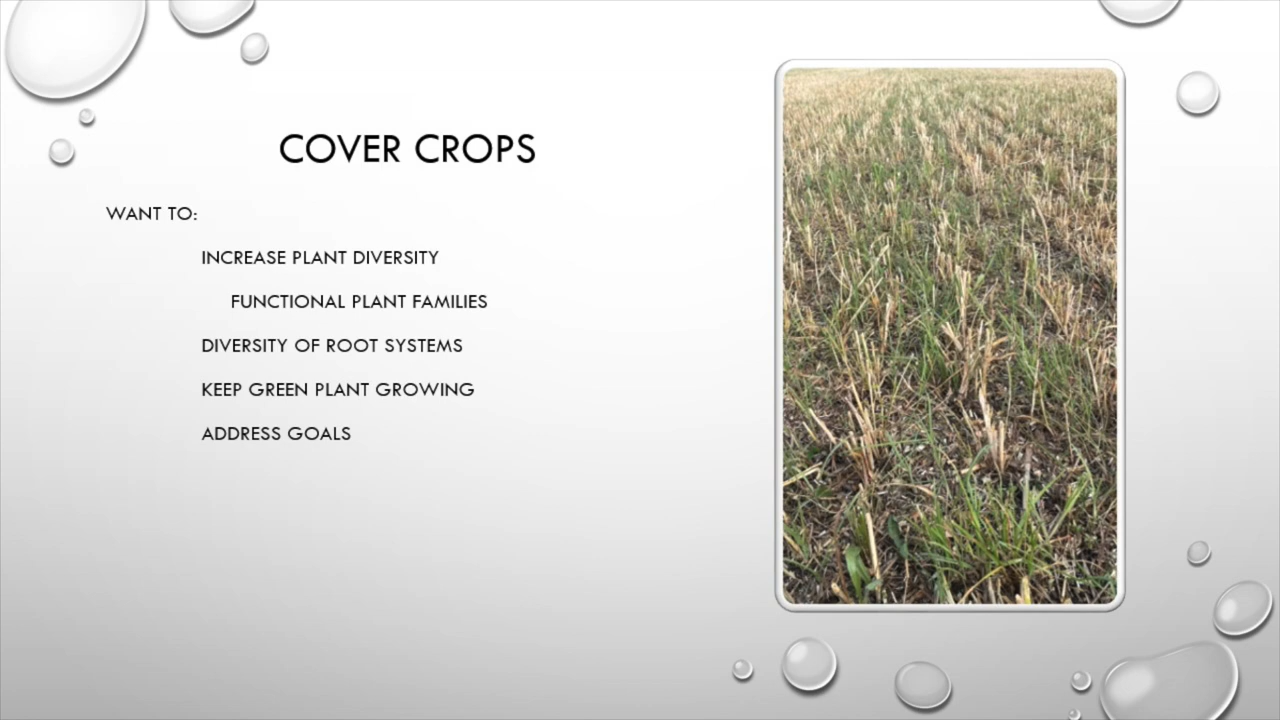 COVER CROPS
WANT TO:
INCREASE PLANT DIVERSITY
FUNCTIONAL PLANT FAMILIES
DIVERSITY OF ROOT SYSTEMS
KEEP GREEN PLANT GROWING
ADDRESS GOALS